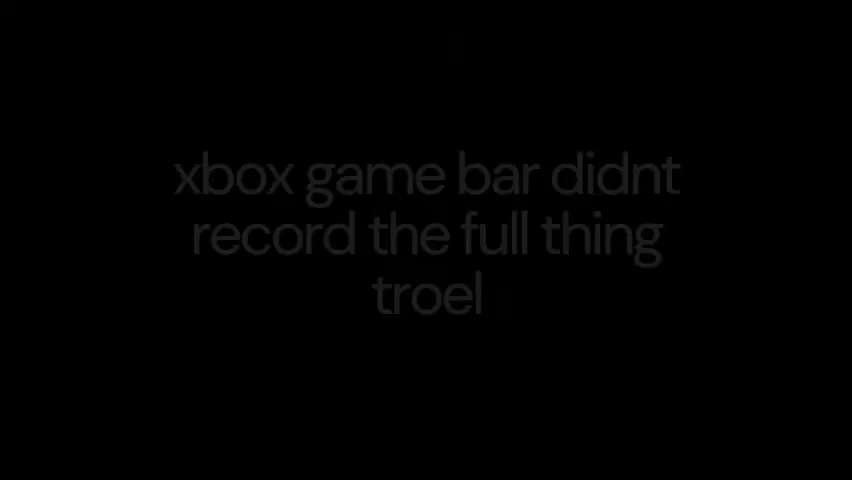 xbox game bar didnt
record the full thing
troel